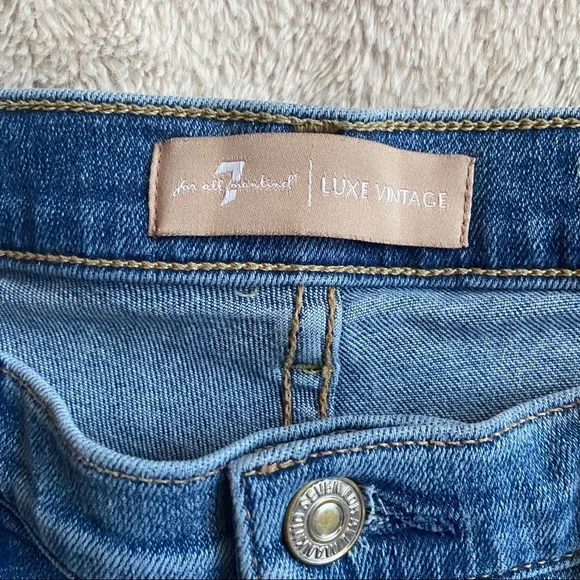 7
for all mankind® | LUXE VINTAGE
SEVEN FOR ALL MANKIND